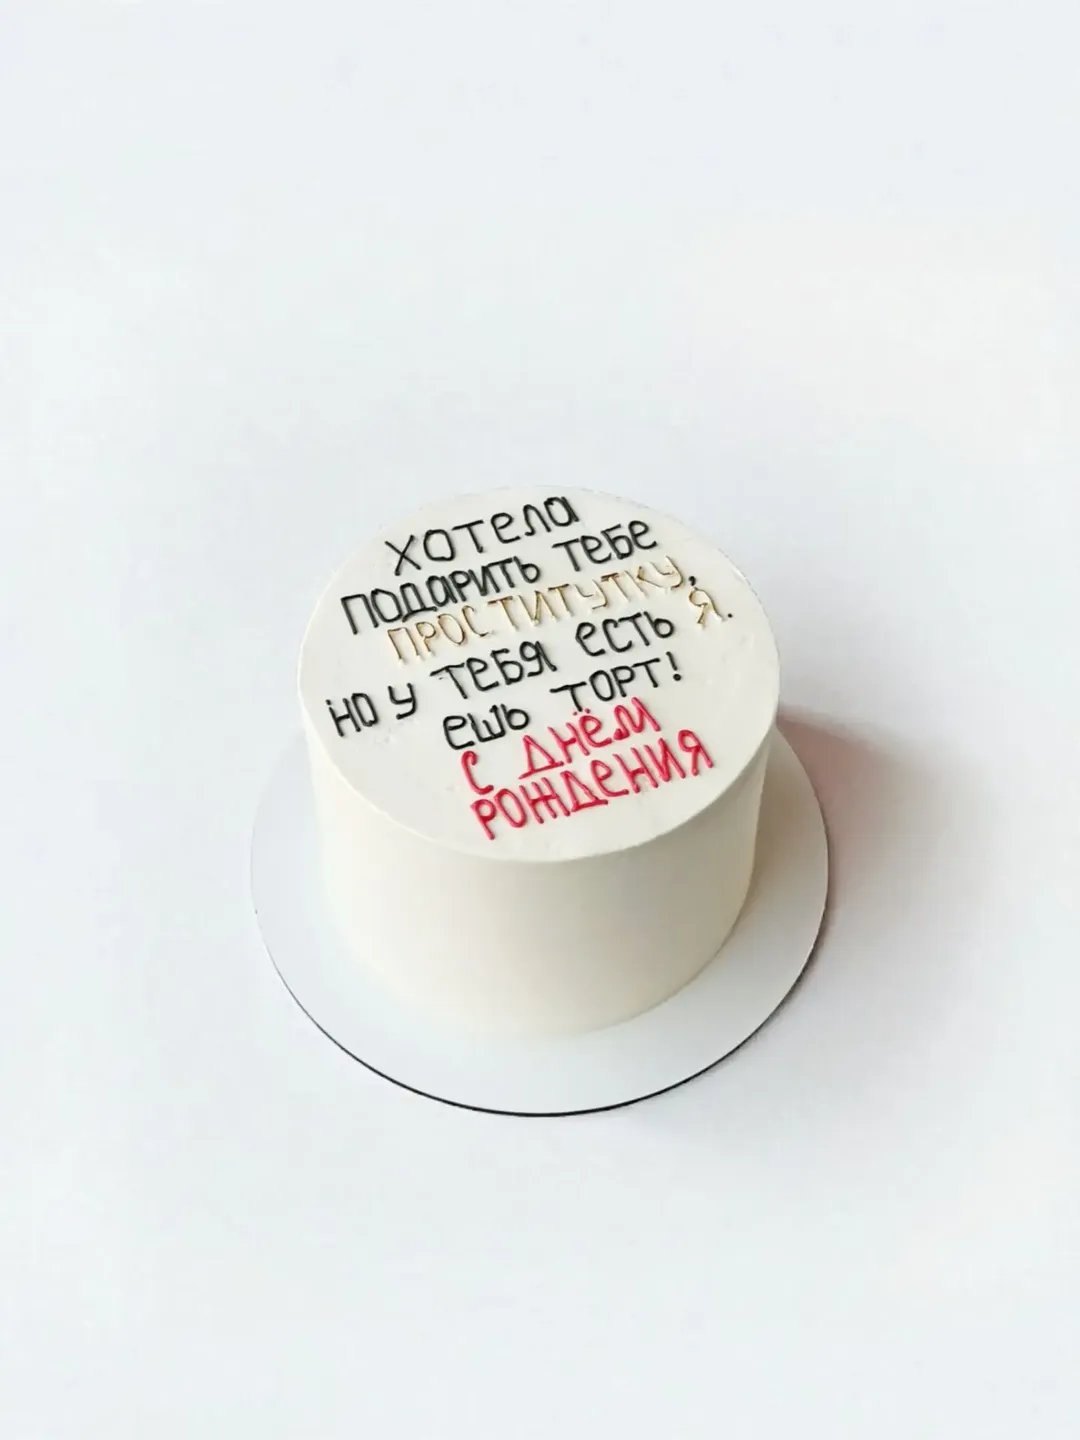 ХОТЕЛА
ПОДАРИТЬ ТЕБЕ
ПРОСТИТУТКУ,
НО У ТЕБЯ ЕСТЬ Я.
ЕШЬ ТОРТ!
С ДНЁМ
РОЖДЕНИЯ